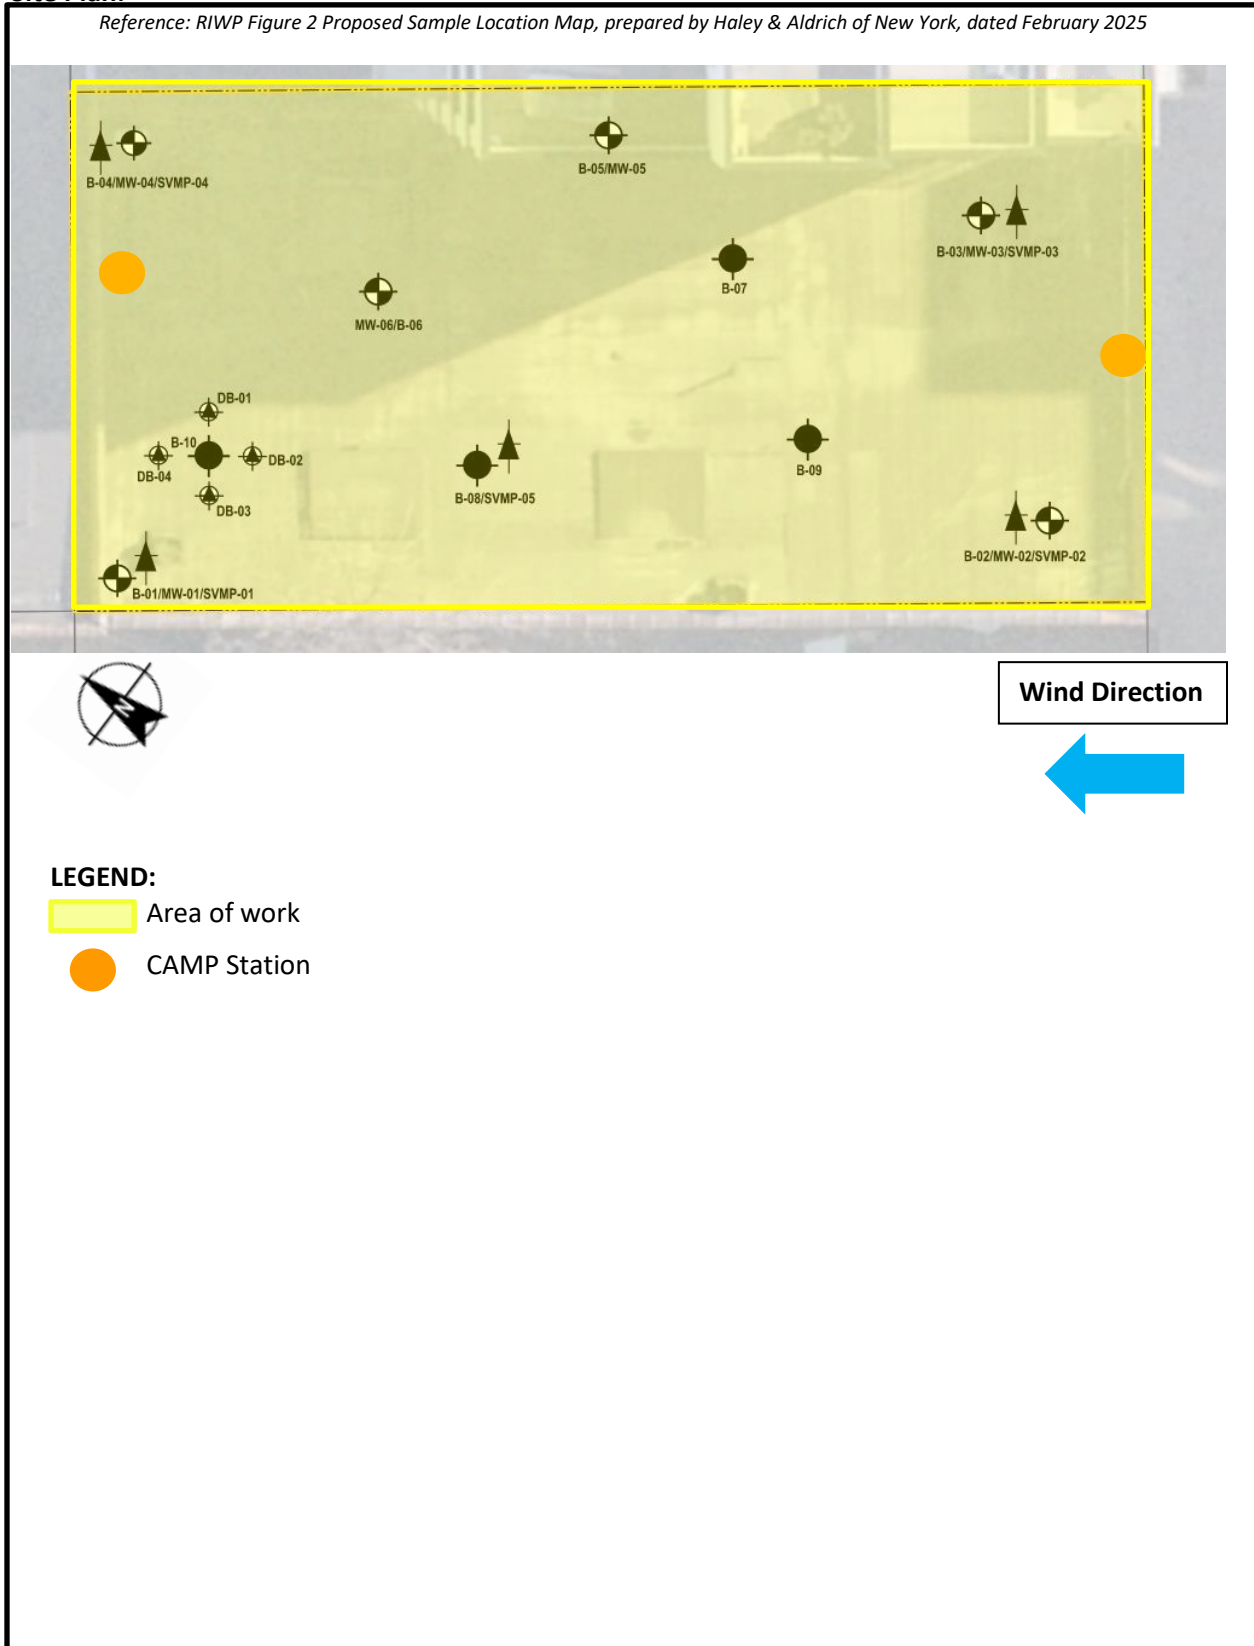 Reference: RIWP Figure 2 Proposed Sample Location Map, prepared by Haley & Aldrich of New York, dated February 2025
B-04/MW-04/SVMP-04
B-05/MW-05
B-03/MW-03/SVMP-03
B-07
MW-06/B-06
DB-01
B-10
DB-04
DB-02
DB-03
B-08/SVMP-05
B-09
B-02/MW-02/SVMP-02
B-01/MW-01/SVMP-01
N
Wind Direction
LEGEND:
Area of work
CAMP Station